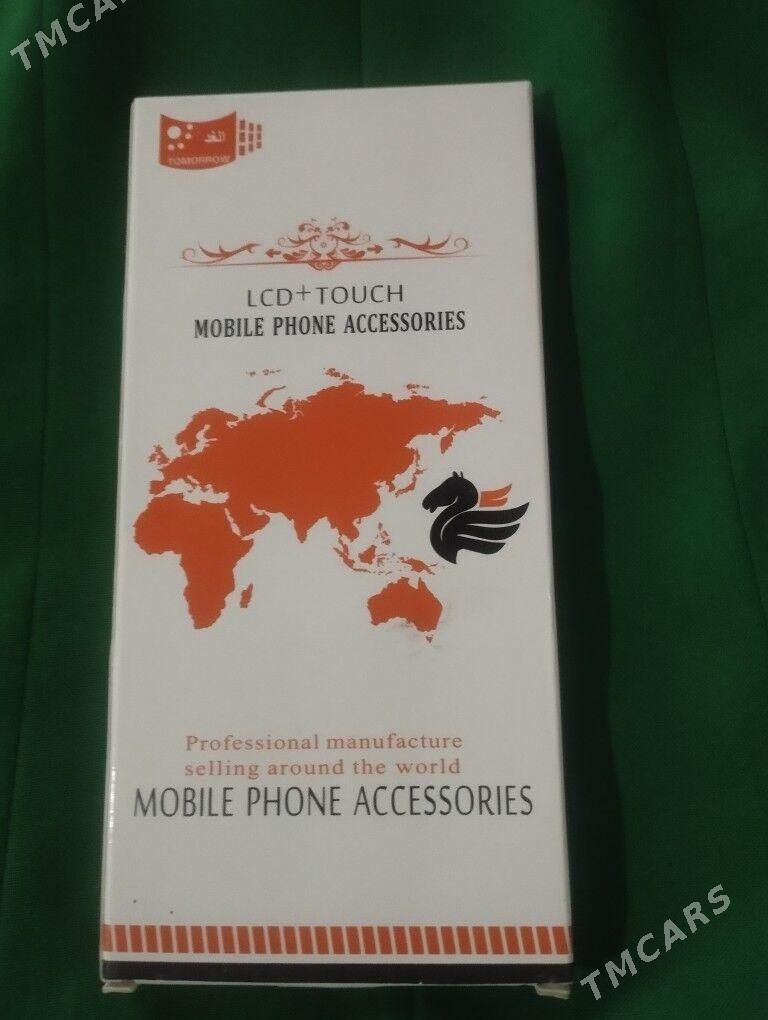 TMCARS
الغد
TOMORROW
LCD+TOUCH
MOBILE PHONE ACCESSORIES
Professional manufacture
selling around the world
MOBILE PHONE ACCESSORIES
TMCARS